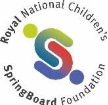 Royal National Children's
SpringBoard Foundation